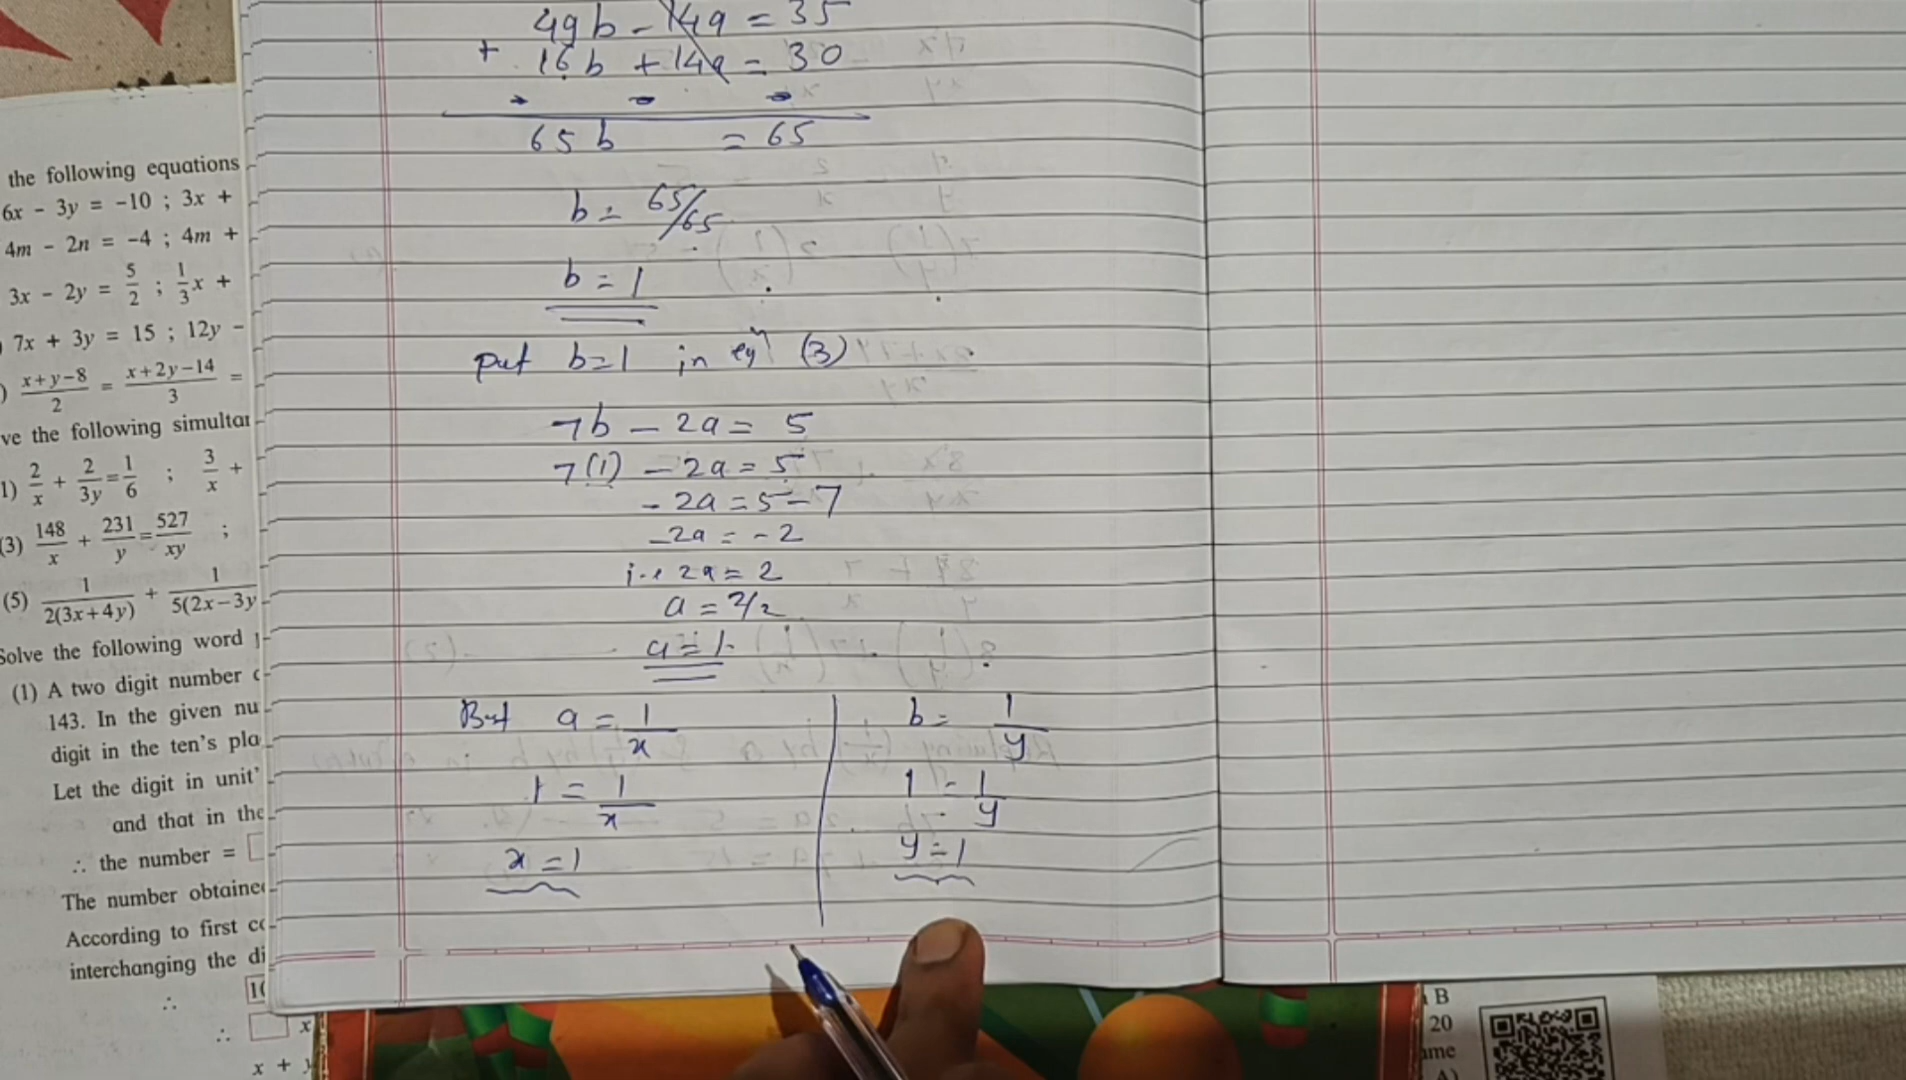 49b - 14a = 35
+ 16b + 14a = 30
65b = 65
b = 65/65
b = 1
put b=1 in eqn (3)
7b - 2a = 5
7(1) - 2a = 5
- 2a = 5 - 7
-2a = -2
i.e 2a = 2
a = 2/2
a = 1
But a = 1/x
1 = 1/x
x = 1
b = 1/y
1 = 1/y
y = 1
the following equations
6x - 3y = -10 ; 3x +
4m - 2n = -4 ; 4m +
3x - 2y = 5/2 ; 1/3x +
7x + 3y = 15 ; 12y -
) x+y-8/2 = x+2y-14/3 =
ve the following simultan
1) 2/x + 2/3y = 1/6 ; 3/x +
(3) 148/x + 231/y = 527/xy ;
(5) 1/2(3x+4y) + 1/5(2x-3y
Solve the following word
(1) A two digit number
143. In the given nu
digit in the ten's pla
Let the digit in unit'
and that in the
∴ the number =
The number obtaine
According to first co
interchanging the di
∴ 10
∴ x
x + y
B
20
ame
A)